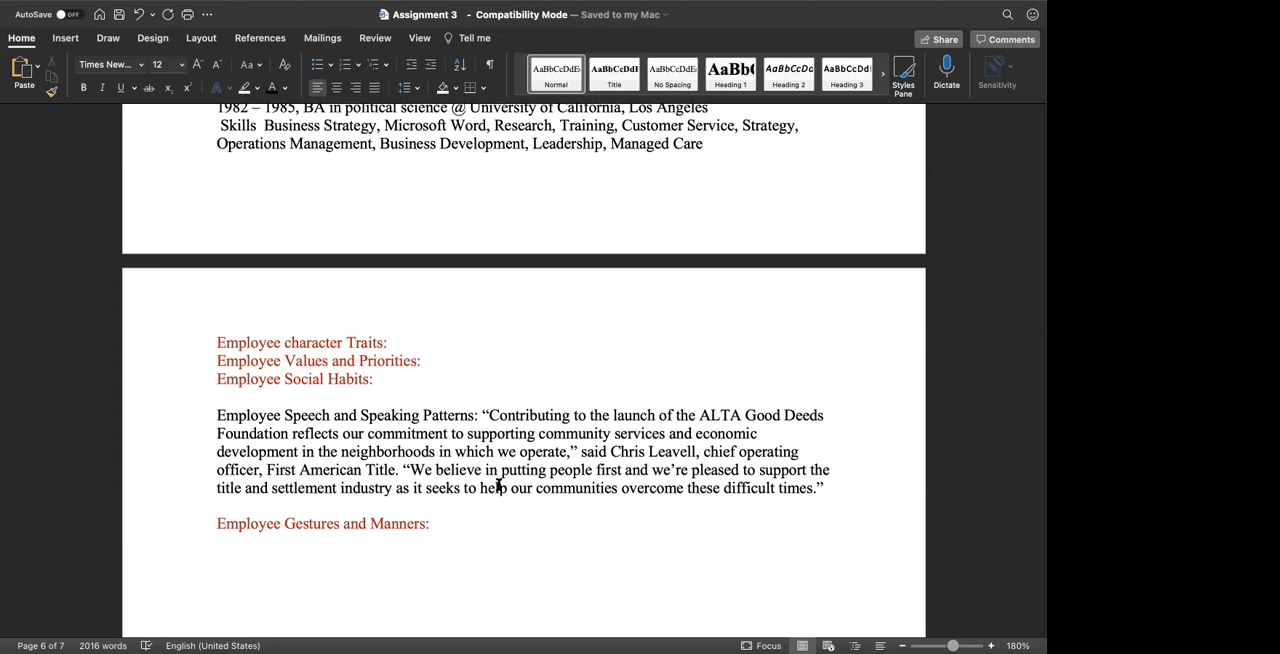 AutoSave OFF Assignment 3 - Compatibility Mode — Saved to my Mac
Home Insert Draw Design Layout References Mailings Review View Tell me Share Comments
Paste Times New... 12 A A Aa A
B I U ab x₂ x² A A
AaBbCcDdEe AaBbCcDdE AaBbCcDdEe AaBbC AaBbCcDc AaBbCcDdI
Normal Title No Spacing Heading 1 Heading 2 Heading 3 Styles Pane Dictate Sensitivity
1982 – 1985, BA in political science @ University of California, Los Angeles
Skills Business Strategy, Microsoft Word, Research, Training, Customer Service, Strategy,
Operations Management, Business Development, Leadership, Managed Care
Employee character Traits:
Employee Values and Priorities:
Employee Social Habits:
Employee Speech and Speaking Patterns: “Contributing to the launch of the ALTA Good Deeds
Foundation reflects our commitment to supporting community services and economic
development in the neighborhoods in which we operate,” said Chris Leavell, chief operating
officer, First American Title. “We believe in putting people first and we’re pleased to support the
title and settlement industry as it seeks to help our communities overcome these difficult times.”
Employee Gestures and Manners:
Page 6 of 7 2016 words English (United States) Focus 180%